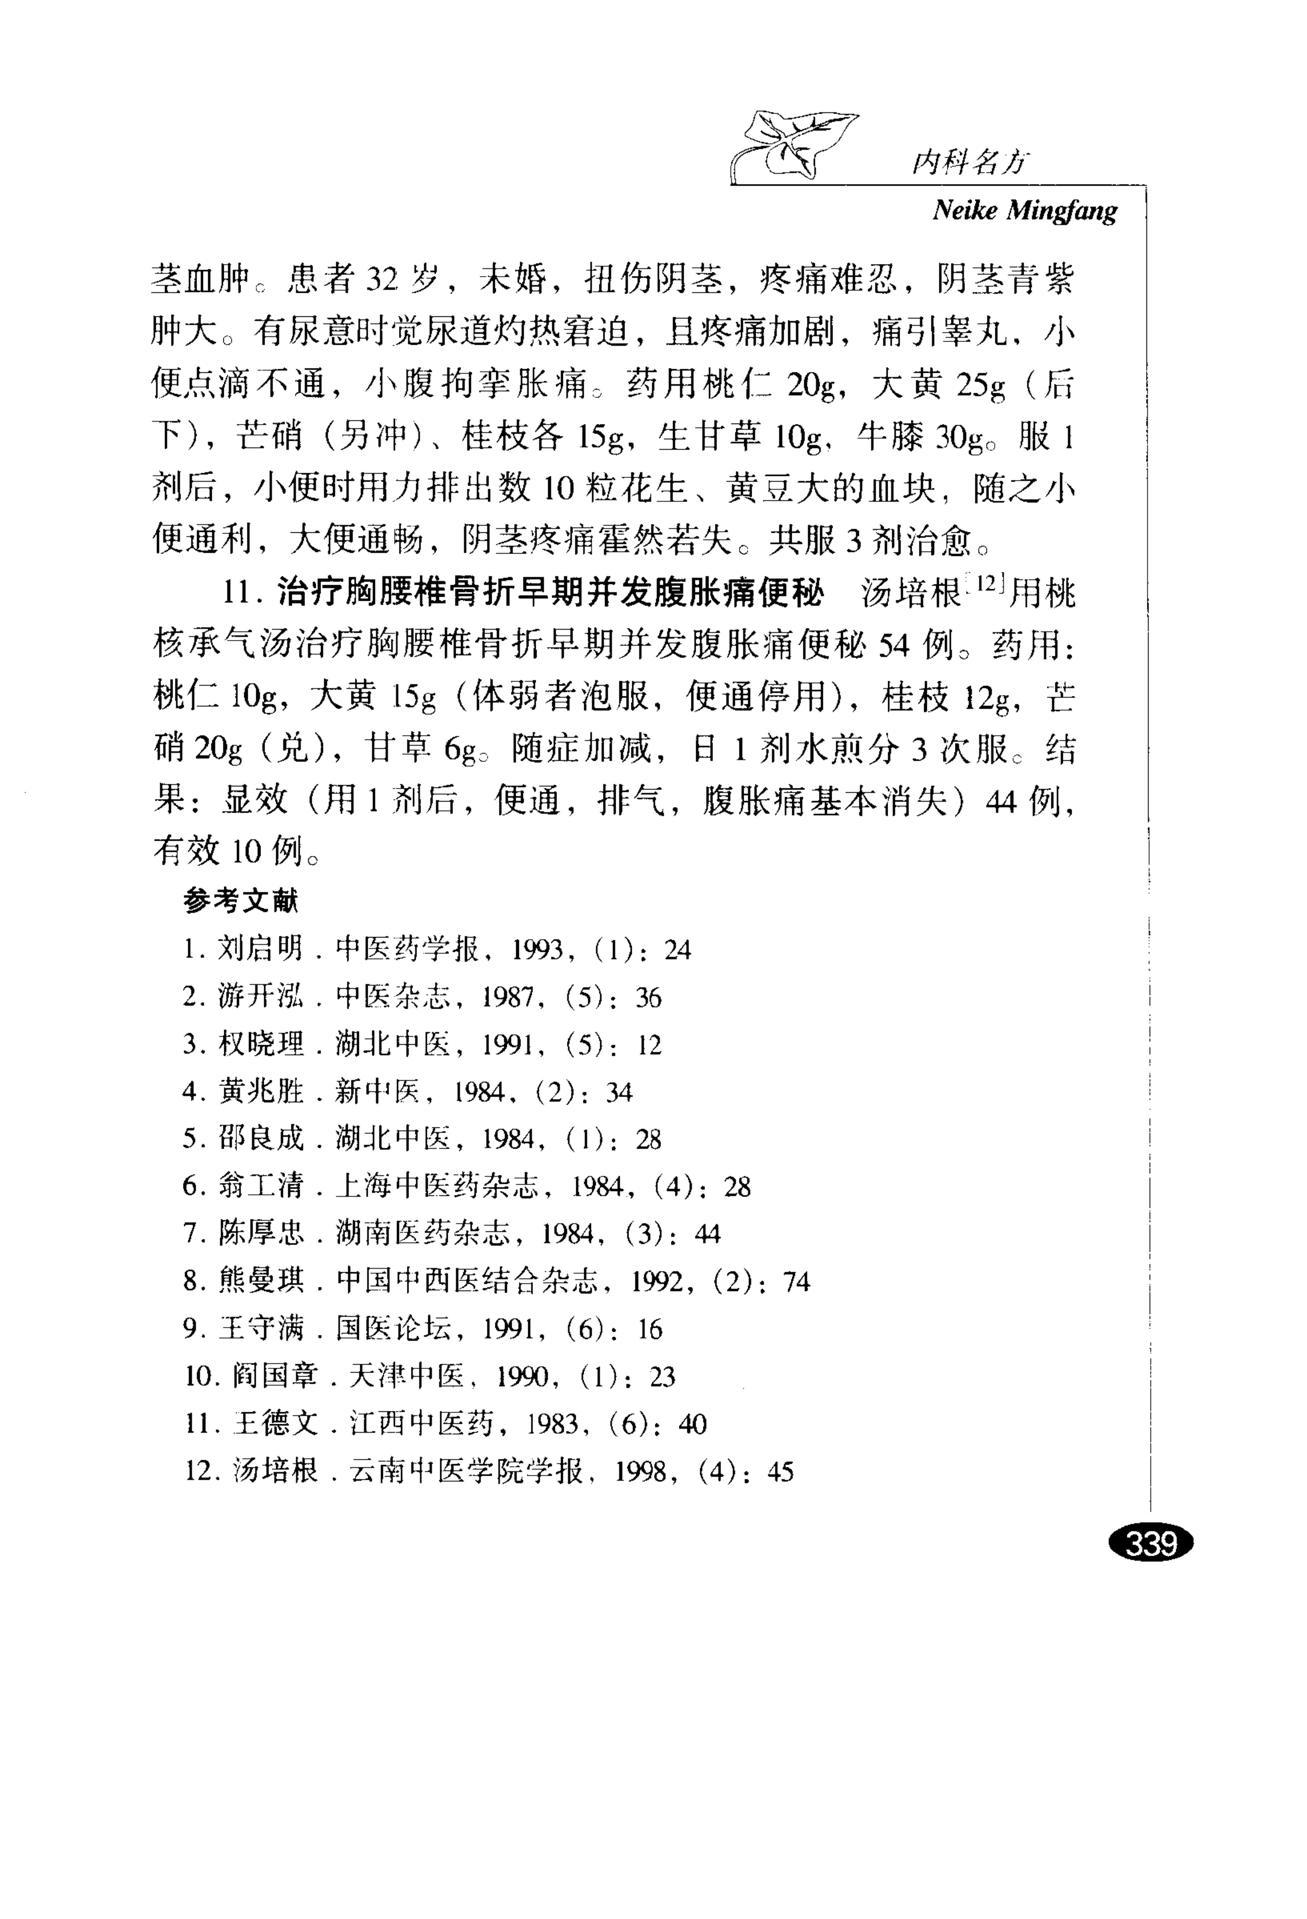 内科名方
Neike Mingfang
茎血肿。患者 32 岁，未婚，扭伤阴茎，疼痛难忍，阴茎青紫
肿大。有尿意时觉尿道灼热窘迫，且疼痛加剧，痛引睾丸，小
便点滴不通，小腹拘挛胀痛。药用桃仁 20g，大黄 25g（后
下），芒硝（另冲）、桂枝各 15g，生甘草 10g，牛膝 30g。服 1
剂后，小便时用力排出数 10 粒花生、黄豆大的血块，随之小
便通利，大便通畅，阴茎疼痛霍然若失。共服 3 剂治愈。
11. 治疗胸腰椎骨折早期并发腹胀痛便秘　汤培根[12]用桃
核承气汤治疗胸腰椎骨折早期并发腹胀痛便秘 54 例。药用：
桃仁 10g，大黄 15g（体弱者泡服，便通停用），桂枝 12g，芒
硝 20g（兑），甘草 6g。随症加减，日 1 剂水煎分 3 次服。结
果：显效（用 1 剂后，便通，排气，腹胀痛基本消失）44 例，
有效 10 例。
参考文献
1. 刘启明．中医药学报，1993，（1）：24
2. 游开泓．中医杂志，1987，（5）：36
3. 权晓理．湖北中医，1991，（5）：12
4. 黄兆胜．新中医，1984，（2）：34
5. 邵良成．湖北中医，1984，（1）：28
6. 翁工清．上海中医药杂志，1984，（4）：28
7. 陈厚忠．湖南医药杂志，1984，（3）：44
8. 熊曼琪．中国中西医结合杂志，1992，（2）：74
9. 王守满．国医论坛，1991，（6）：16
10. 阎国章．天津中医，1990，（1）：23
11. 王德文．江西中医药，1983，（6）：40
12. 汤培根．云南中医学院学报，1998，（4）：45
339